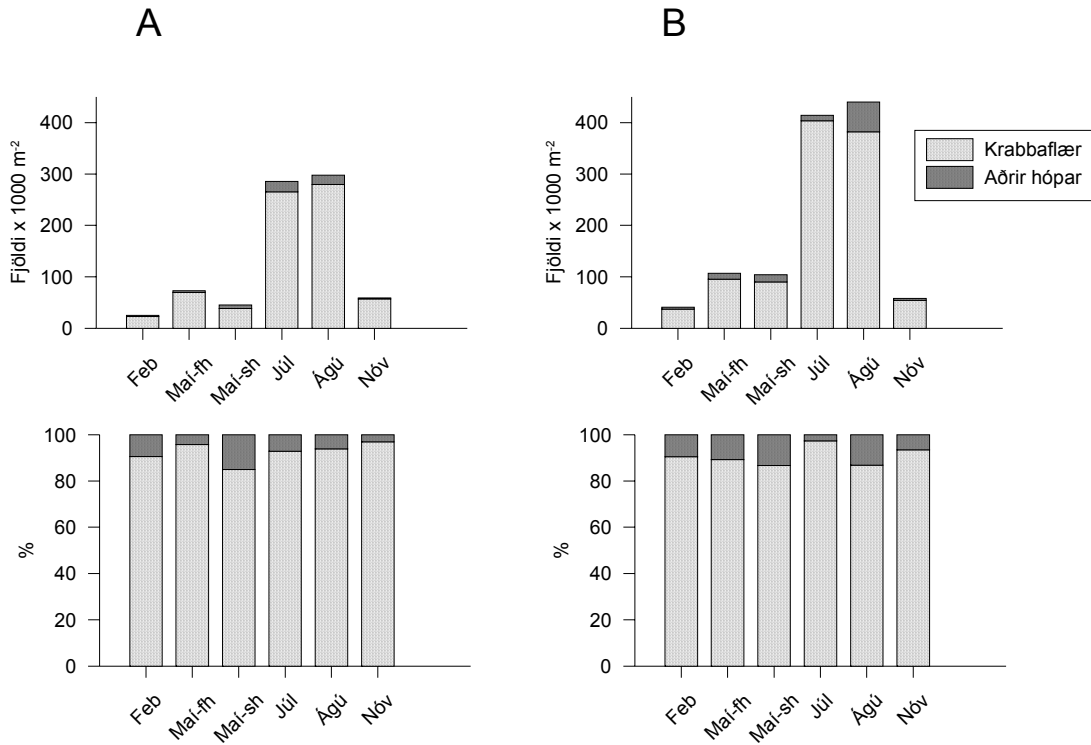 A
B
Fjöldi x 1000 m⁻²
400
300
200
100
0
Feb
Maí-fh
Maí-sh
Júl
Ágú
Nóv
Fjöldi x 1000 m⁻²
400
300
200
100
0
Feb
Maí-fh
Maí-sh
Júl
Ágú
Nóv
Krabbaflær
Aðrir hópar
%
100
80
60
40
20
0
Feb
Maí-fh
Maí-sh
Júl
Ágú
Nóv
%
100
80
60
40
20
0
Feb
Maí-fh
Maí-sh
Júl
Ágú
Nóv